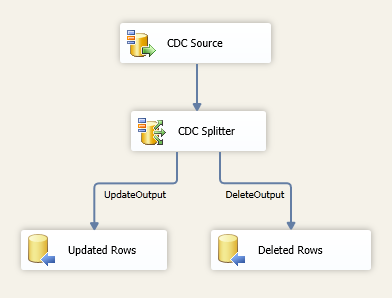 CDC Source
CDC Splitter
UpdateOutput
DeleteOutput
Updated Rows
Deleted Rows